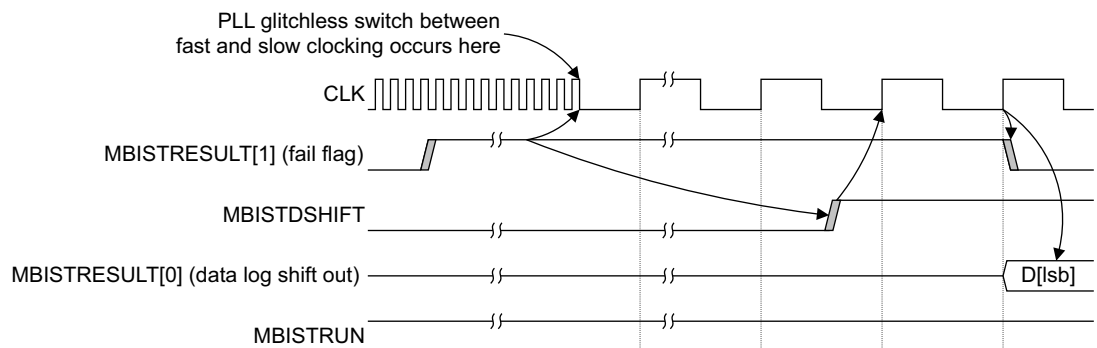 PLL glitchless switch between
fast and slow clocking occurs here
CLK
MBISTRESULT[1] (fail flag)
MBISTDSHIFT
MBISTRESULT[0] (data log shift out)
D[lsb]
MBISTRUN